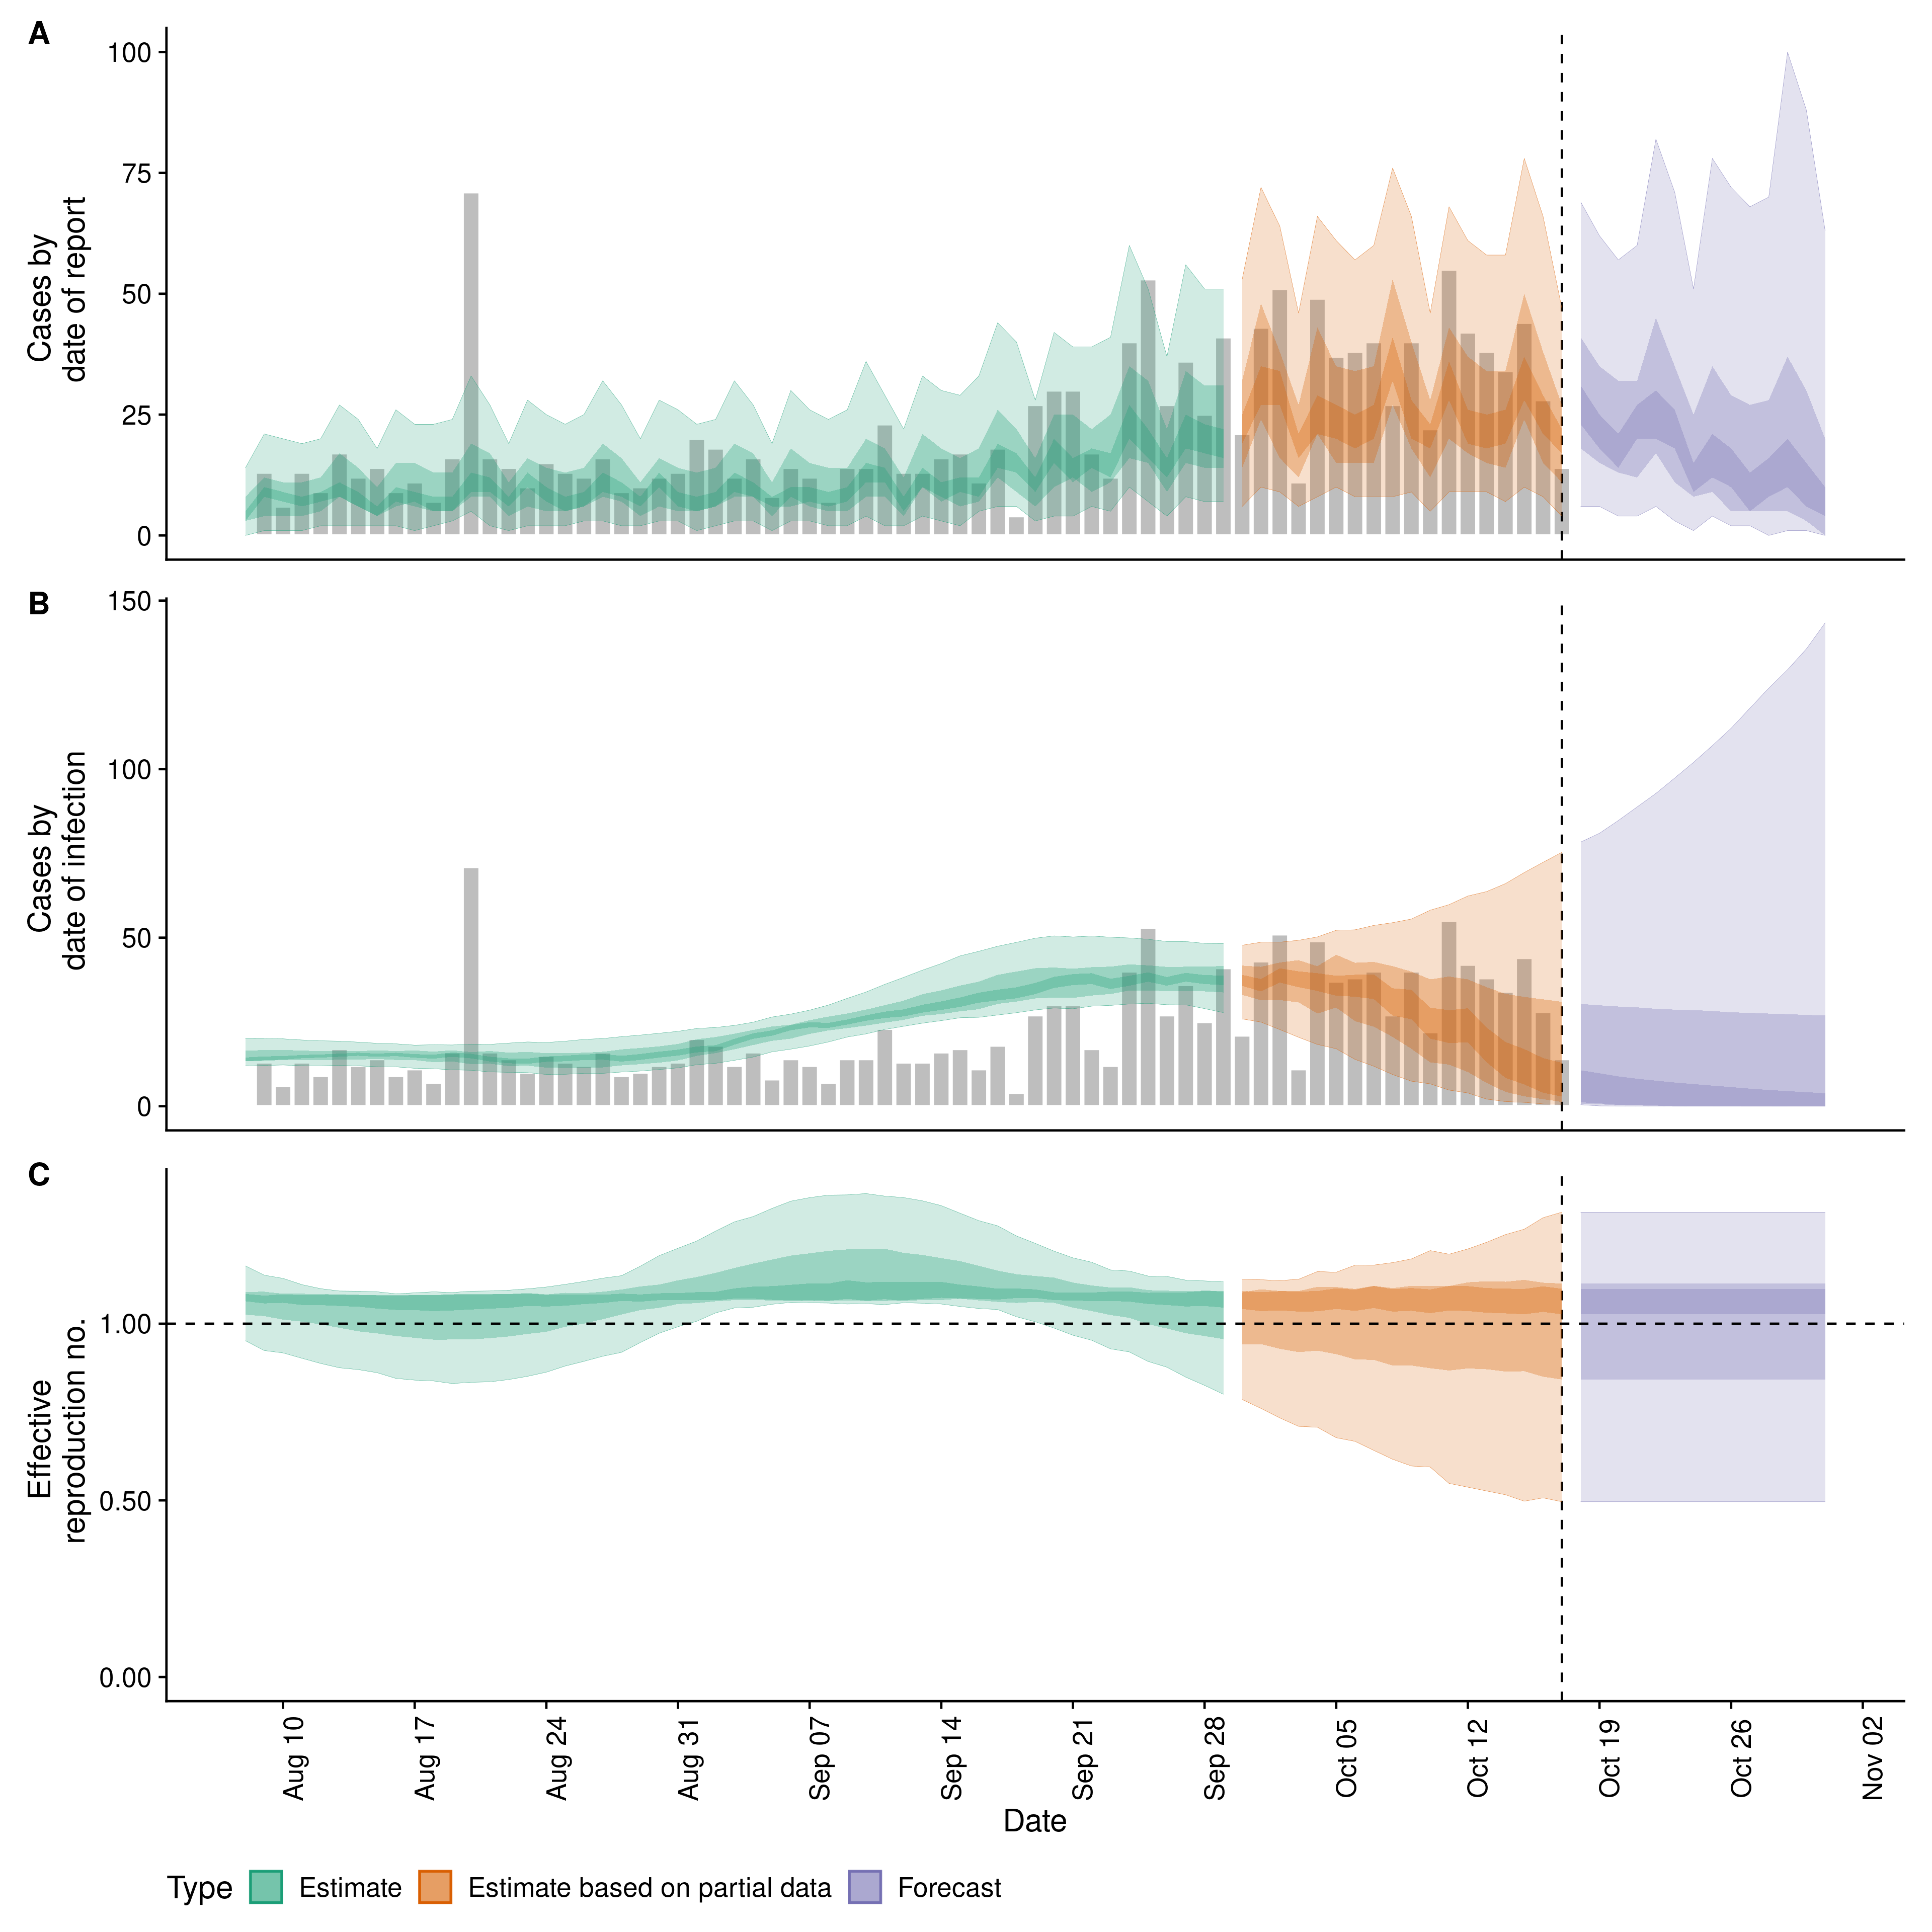 A
100
75
50
25
0
Cases by
date of report
B
150
100
50
0
Cases by
date of infection
C
1.00
0.50
0.00
Effective
reproduction no.
Aug 10
Aug 17
Aug 24
Aug 31
Sep 07
Sep 14
Sep 21
Sep 28
Oct 05
Oct 12
Oct 19
Oct 26
Nov 02
Date
Type Estimate Estimate based on partial data Forecast